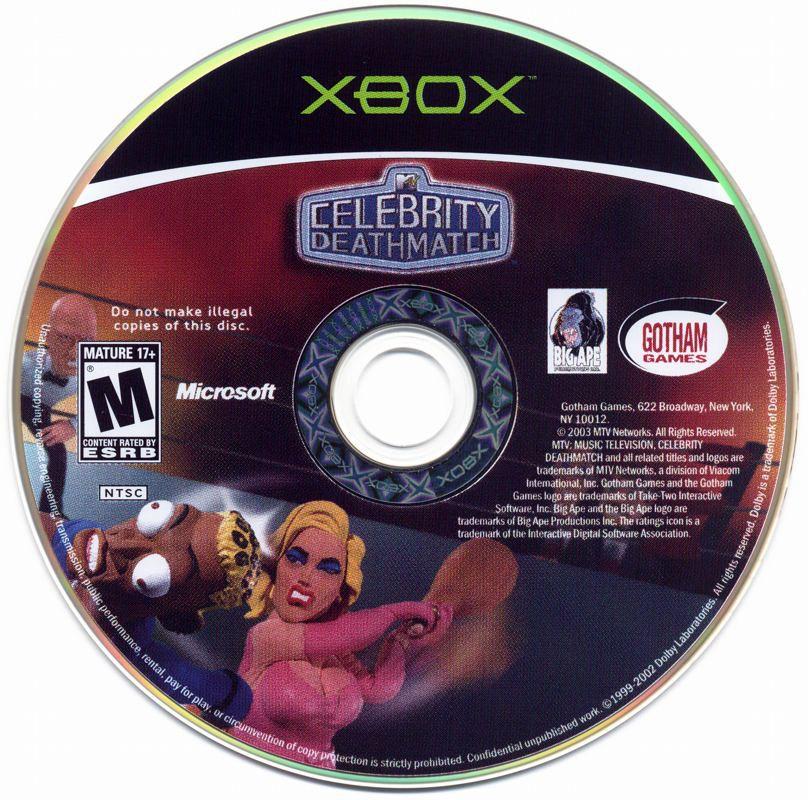 XBOX™
MTV
CELEBRITY
DEATHMATCH
Do not make illegal
copies of this disc.
MATURE 17+
M
®
CONTENT RATED BY
ESRB
Microsoft
NTSC
BIG APE
PRODUCTIONS INC.
GOTHAM
GAMES
Gotham Games, 622 Broadway, New York,
NY 10012.
© 2003 MTV Networks. All Rights Reserved.
MTV: MUSIC TELEVISION, CELEBRITY
DEATHMATCH and all related titles and logos are
trademarks of MTV Networks, a division of Viacom
International, Inc. Gotham Games and the Gotham
Games logo are trademarks of Take-Two Interactive
Software, Inc. Big Ape and the Big Ape logo are
trademarks of Big Ape Productions Inc. The ratings icon is a
trademark of the Interactive Digital Software Association.
XBOX XBOX XBOX XBOX
Unauthorized copying, reverse engineering, transmission, public performance, rental, pay for play, or circumvention of copy protection is strictly prohibited. Confidential unpublished work. ©1999-2002 Dolby Laboratories. All rights reserved. Dolby is a trademark of Dolby Laboratories.